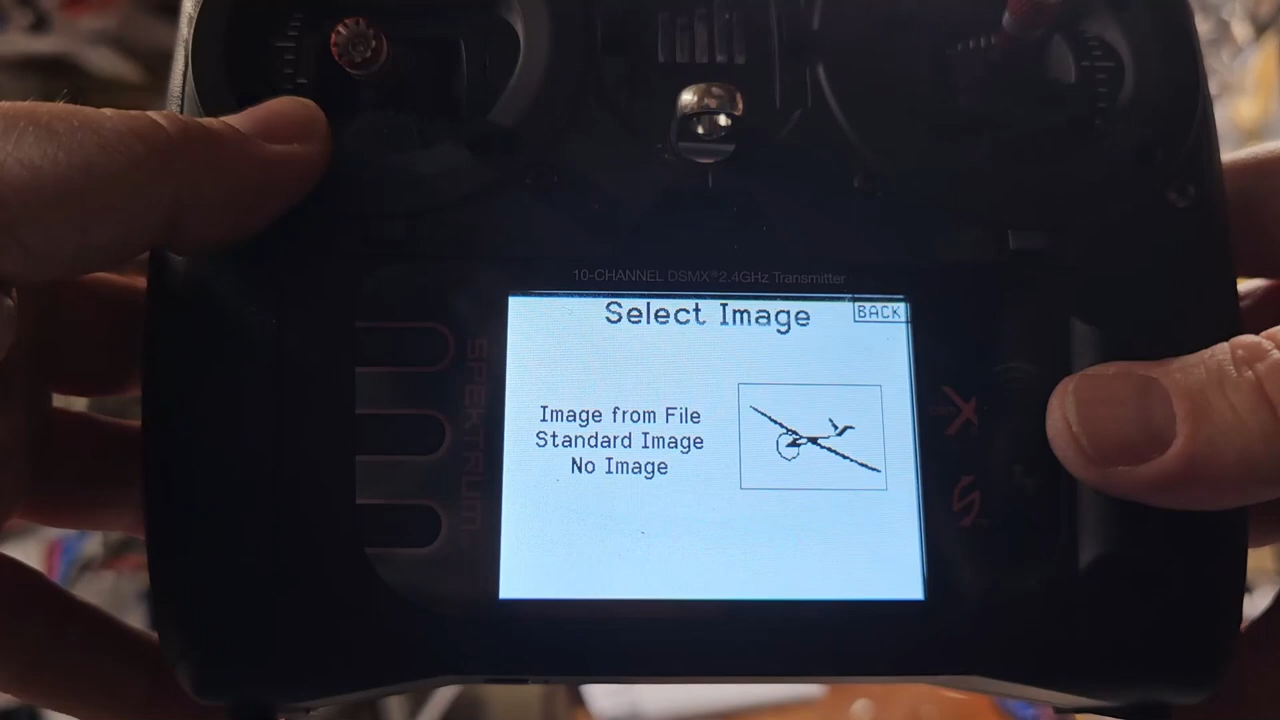 10-CHANNEL DSMX® 2.4GHz Transmitter
Select Image
BACK
Image from File
Standard Image
No Image
SPEKTRUM